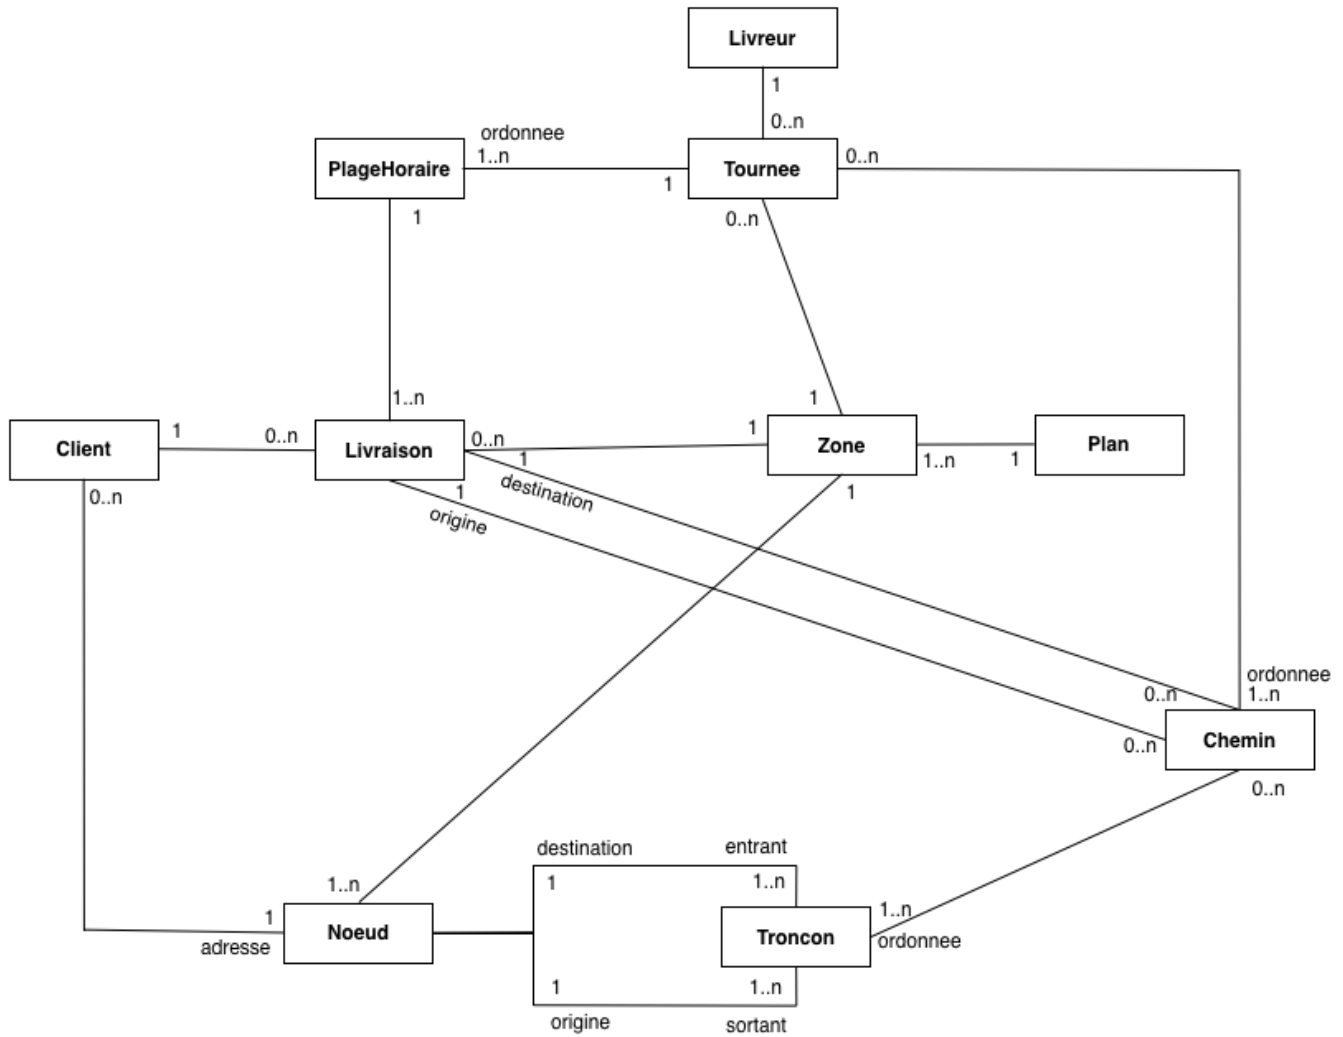 Livreur
1
0..n
ordonnee
1..n
PlageHoraire
1
Tournee
0..n
1
0..n
1..n
1
Client
1
0..n
Livraison
0..n
1
1
Zone
1..n
1
Plan
0..n
1
destination
1
origine
ordonnee
0..n
1..n
0..n
Chemin
0..n
destination
entrant
1
1..n
1..n
1
adresse
Noeud
Troncon
1..n
ordonnee
1
1..n
origine
sortant